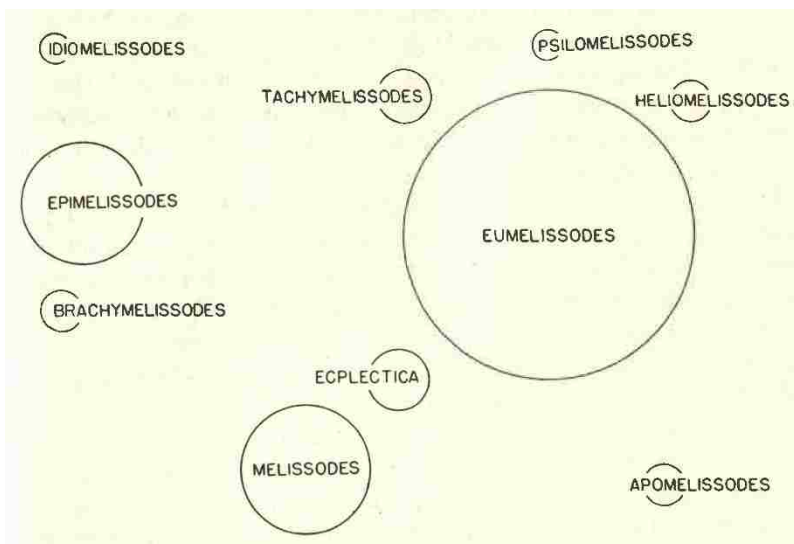 IDIOMELISSODES
PSILOMELISSODES
TACHYMELISSODES
HELIOMELISSODES
EPIMELISSODES
EUMELISSODES
BRACHYMELISSODES
ECPLECTICA
MELISSODES
APOMELISSODES